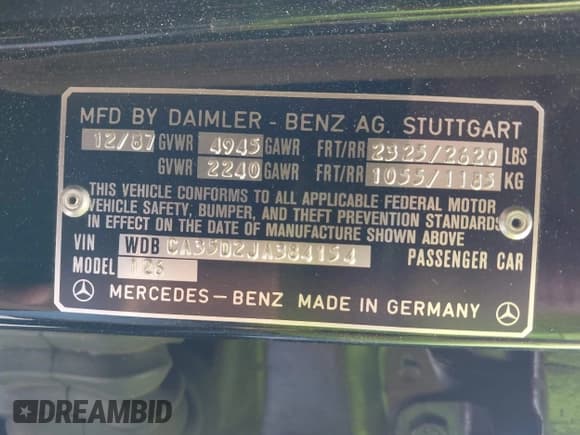 MFD BY DAIMLER - BENZ AG. STUTTGART
12/87 GVWR 4945 GAWR FRT/RR 2325/2620 LBS
GVWR 2240 GAWR FRT/RR 1055/1185 KG
THIS VEHICLE CONFORMS TO ALL APPLICABLE FEDERAL MOTOR
VEHICLE SAFETY, BUMPER, AND THEFT PREVENTION STANDARDS
IN EFFECT ON THE DATE OF MANUFACTURE SHOWN ABOVE
VIN WDB CA35D2JA384154 PASSENGER CAR
MODEL 126
MERCEDES-BENZ MADE IN GERMANY
DREAMBID